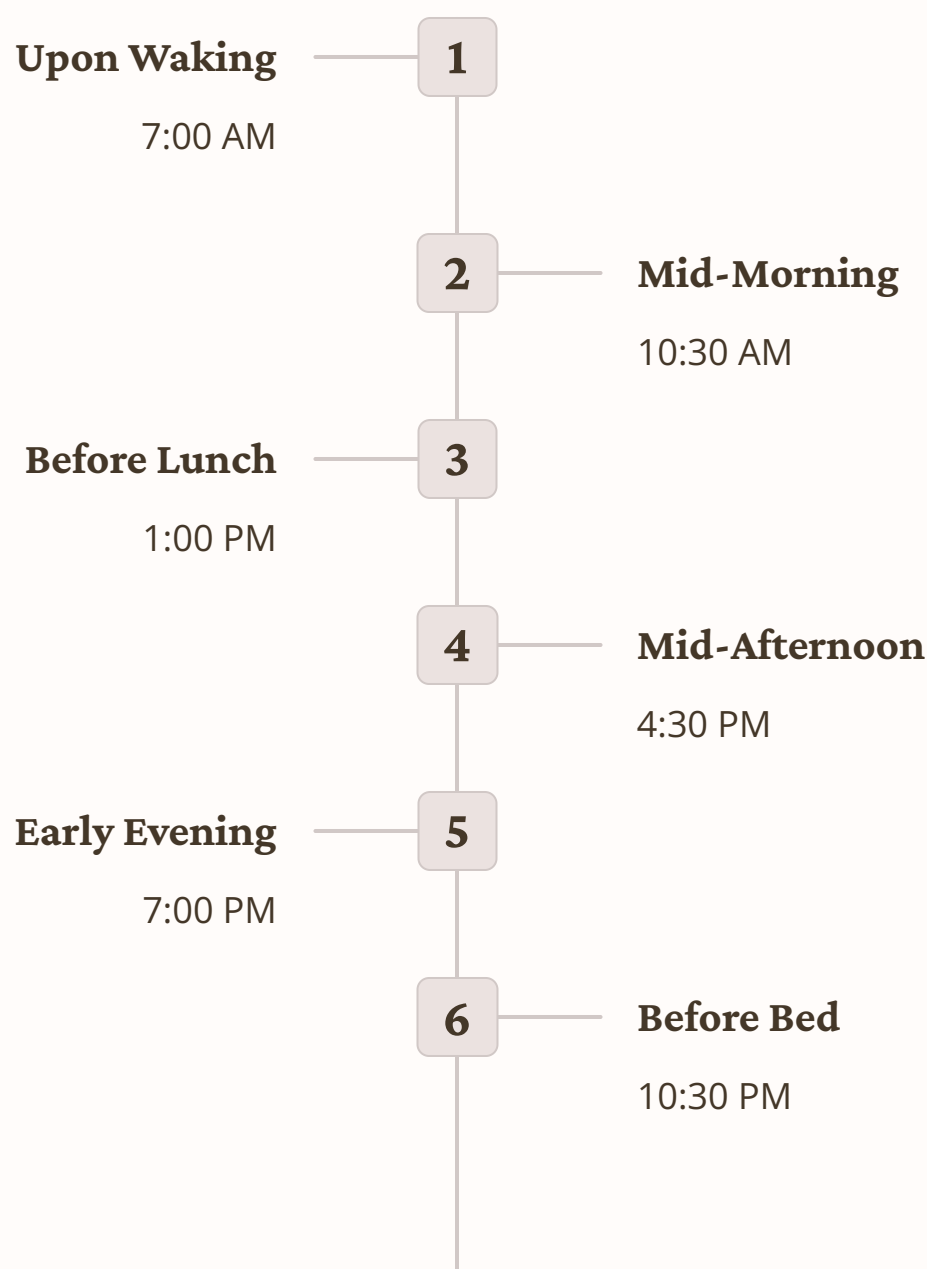 Upon Waking
1
7:00 AM
2
Mid-Morning
10:30 AM
Before Lunch
3
1:00 PM
4
Mid-Afternoon
4:30 PM
Early Evening
5
7:00 PM
6
Before Bed
10:30 PM